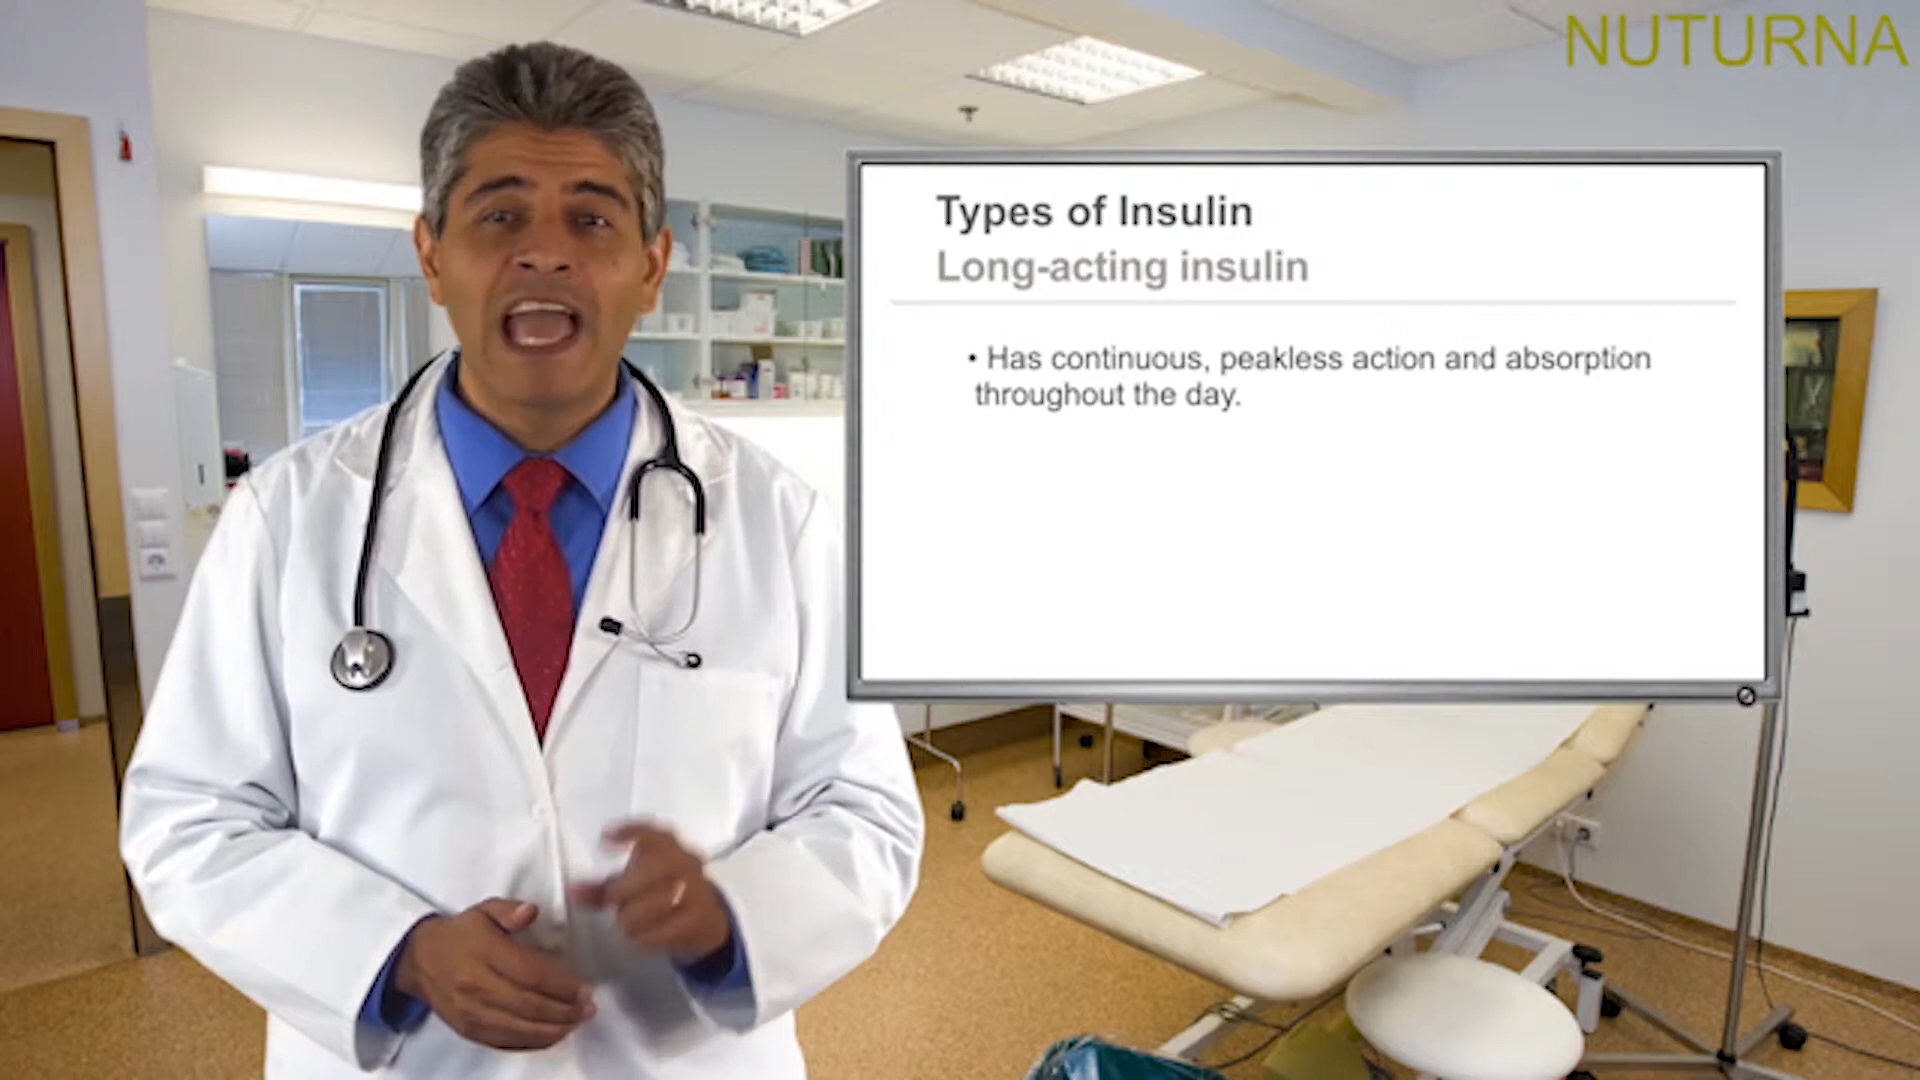 NUTURNA
Types of Insulin
Long-acting insulin
• Has continuous, peakless action and absorption
throughout the day.